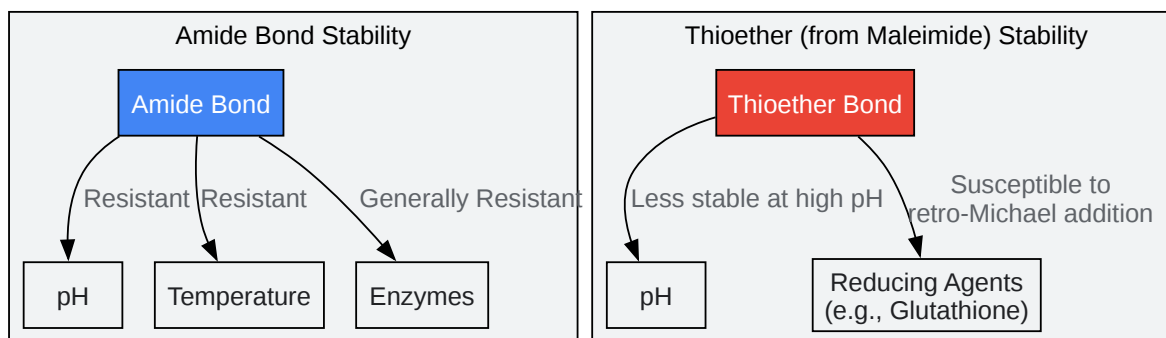 Amide Bond Stability
Amide Bond
Resistant
Resistant
Generally Resistant
pH
Temperature
Enzymes
Thioether (from Maleimide) Stability
Thioether Bond
Less stable at high pH
Susceptible to
retro-Michael addition
pH
Reducing Agents
(e.g., Glutathione)